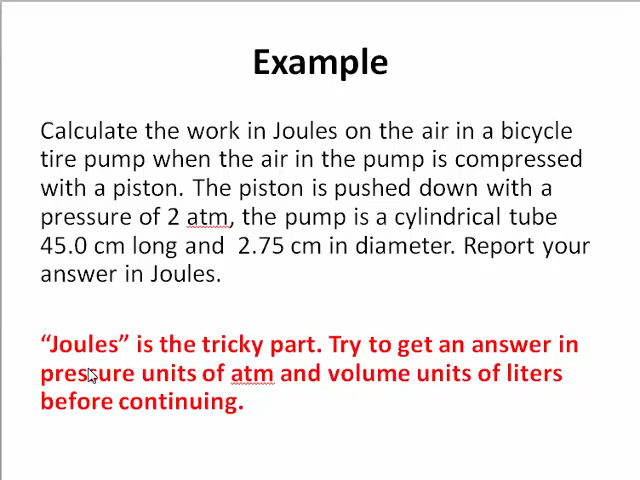 Example
Calculate the work in Joules on the air in a bicycle
tire pump when the air in the pump is compressed
with a piston. The piston is pushed down with a
pressure of 2 atm, the pump is a cylindrical tube
45.0 cm long and  2.75 cm in diameter. Report your
answer in Joules.
“Joules” is the tricky part. Try to get an answer in
pressure units of atm and volume units of liters
before continuing.